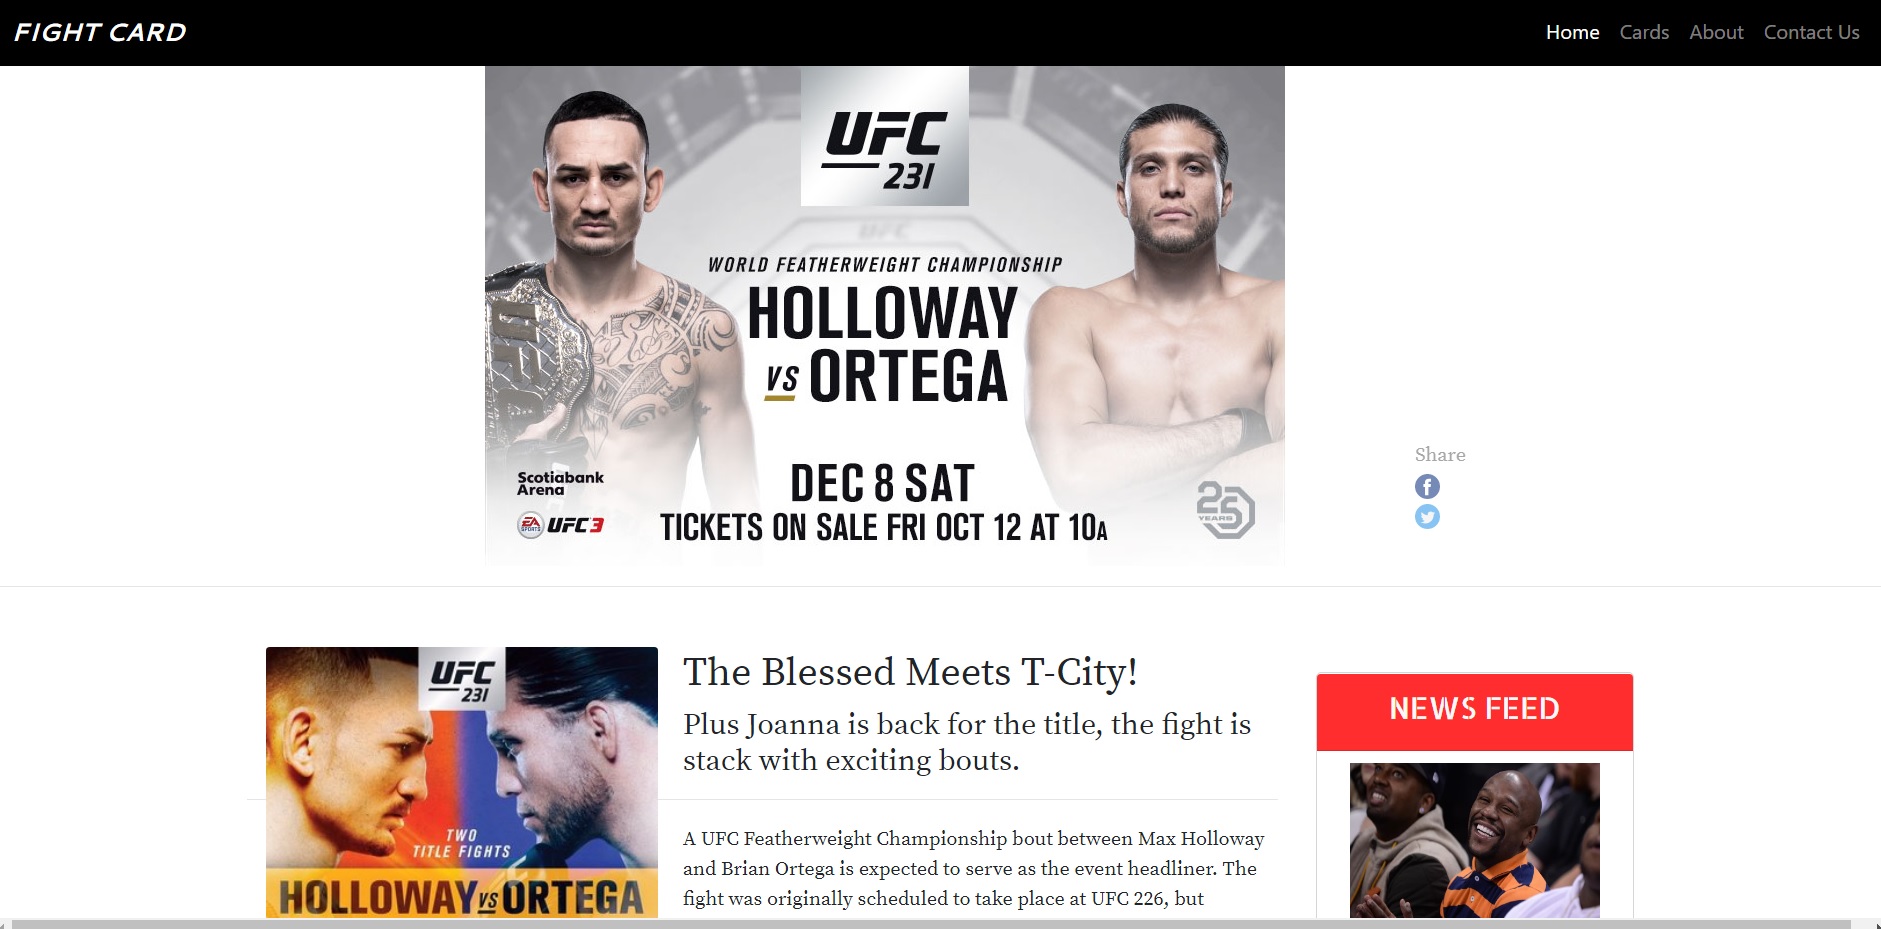 FIGHT CARD
Home Cards About Contact Us
UFC
231
UFC
WORLD FEATHERWEIGHT CHAMPIONSHIP
HOLLOWAY
VS ORTEGA
UFC
Scotiabank
Arena
DEC 8 SAT
EA SPORTS UFC 3
TICKETS ON SALE FRI OCT 12 AT 10A
25
YEARS
Share
UFC
231
TWO
TITLE FIGHTS
HOLLOWAY VS ORTEGA
The Blessed Meets T-City!
Plus Joanna is back for the title, the fight is
stack with exciting bouts.
A UFC Featherweight Championship bout between Max Holloway
and Brian Ortega is expected to serve as the event headliner. The
fight was originally scheduled to take place at UFC 226, but
NEWS FEED